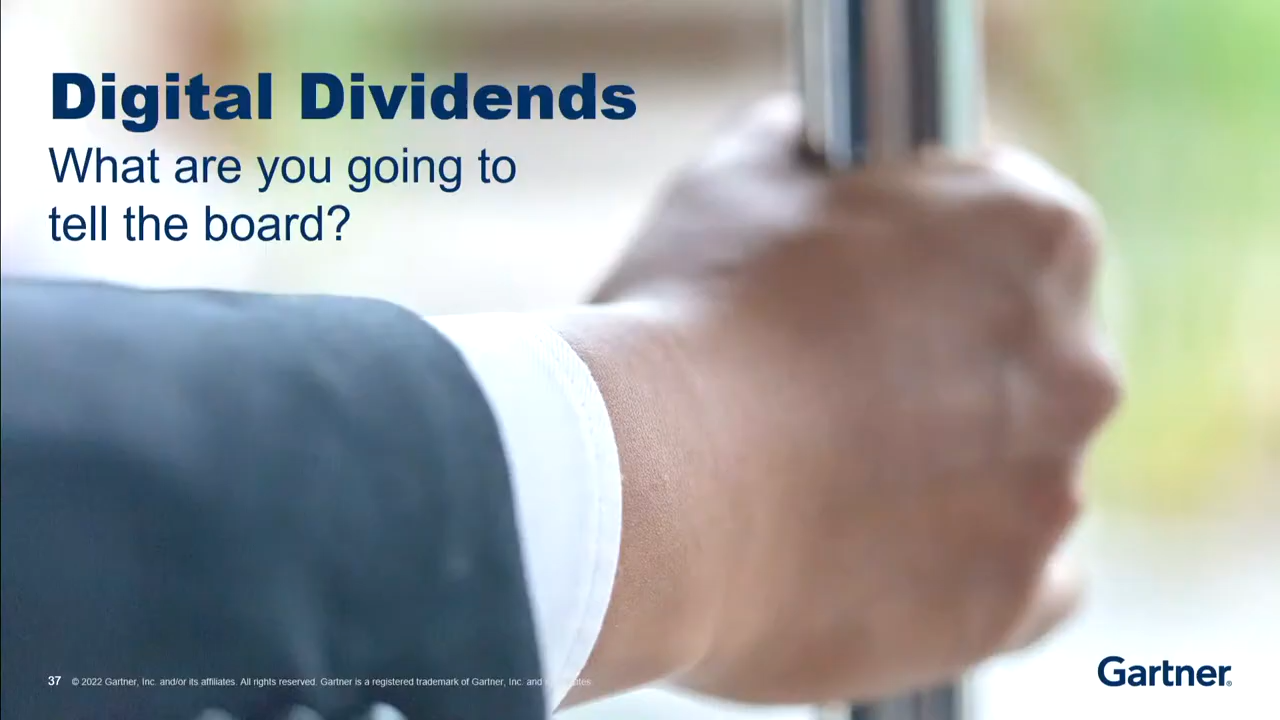 Digital Dividends
What are you going to
tell the board?
37 © 2022 Gartner, Inc. and/or its affiliates. All rights reserved. Gartner is a registered trademark of Gartner, Inc. and
Gartner®